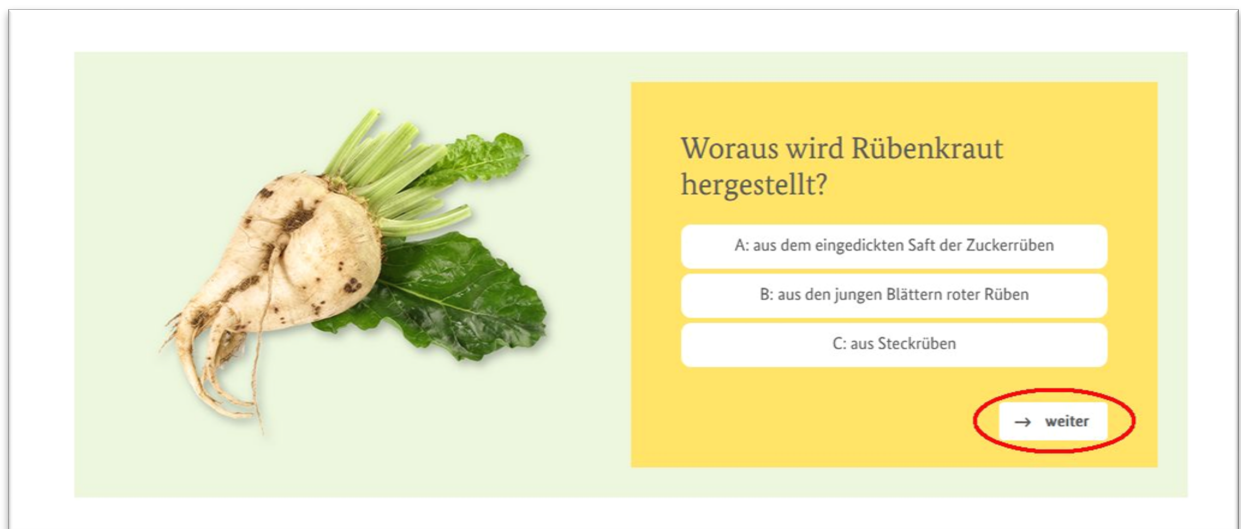 Woraus wird Rübenkraut
hergestellt?
A: aus dem eingedickten Saft der Zuckerrüben
B: aus den jungen Blättern roter Rüben
C: aus Steckrüben
→ weiter